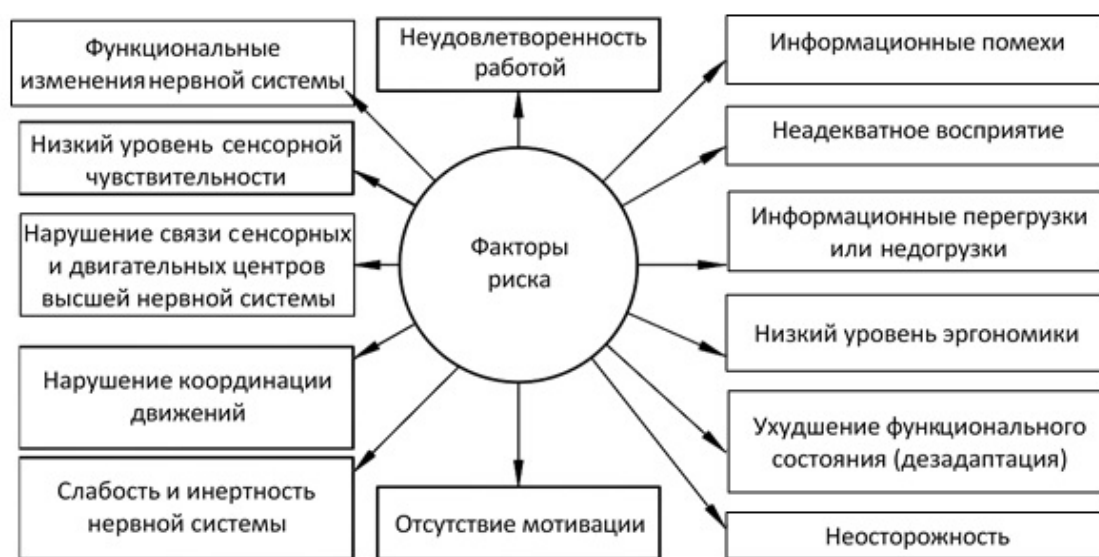 Функциональные
изменения нервной системы
Неудовлетворенность
работой
Информационные помехи
Низкий уровень сенсорной
чувствительности
Неадекватное восприятие
Нарушение связи сенсорных
и двигательных центров
высшей нервной системы
Факторы
риска
Информационные перегрузки
или недогрузки
Нарушение координации
движений
Низкий уровень эргономики
Слабость и инертность
нервной системы
Отсутствие мотивации
Ухудшение функционального
состояния (дезадаптация)
Неосторожность